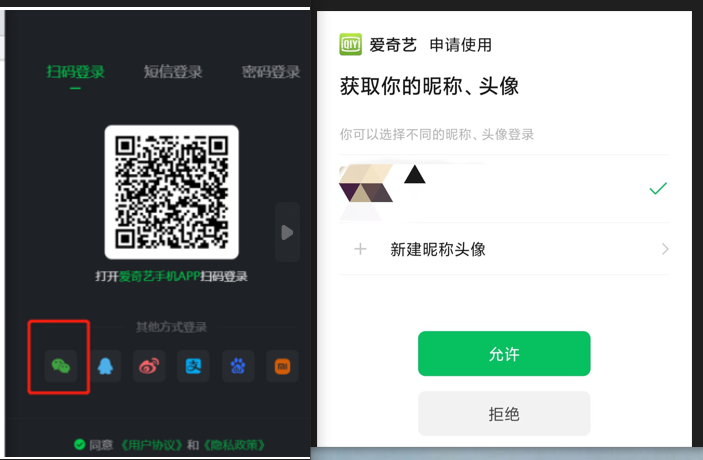 扫码登录 短信登录 密码登录
打开爱奇艺手机APP扫码登录
其他方式登录
同意《用户协议》和《隐私政策》
QIY 爱奇艺 申请使用
获取你的昵称、头像
你可以选择不同的昵称、头像登录
新建昵称头像
允许
拒绝